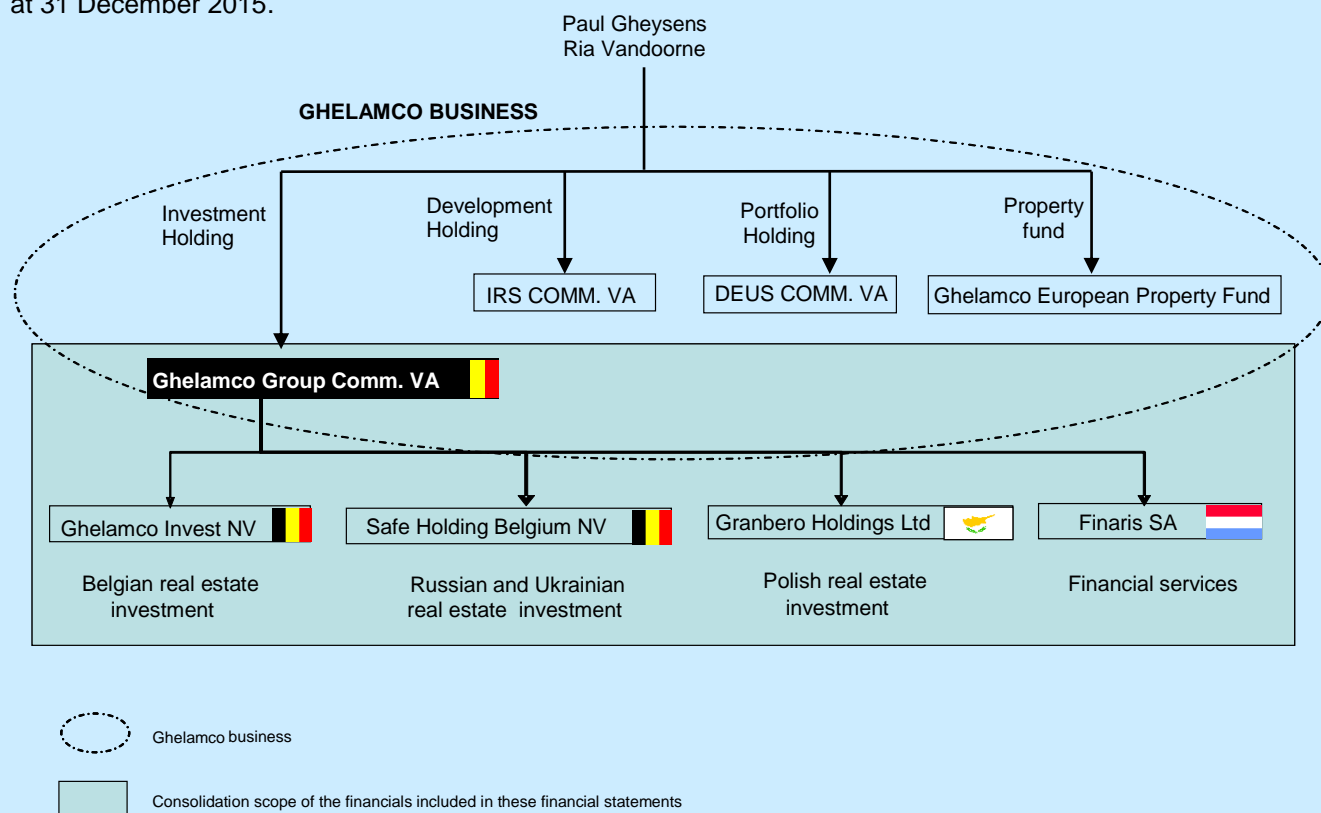 at 31 December 2015.
Paul Gheysens
Ria Vandoorne
GHELAMCO BUSINESS
Investment
Holding
Development
Holding
Portfolio
Holding
Property
fund
IRS COMM. VA
DEUS COMM. VA
Ghelamco European Property Fund
Ghelamco Group Comm. VA
Ghelamco Invest NV
Safe Holding Belgium NV
Granbero Holdings Ltd
Finaris SA
Belgian real estate
investment
Russian and Ukrainian
real estate investment
Polish real estate
investment
Financial services
Ghelamco business
Consolidation scope of the financials included in these financial statements